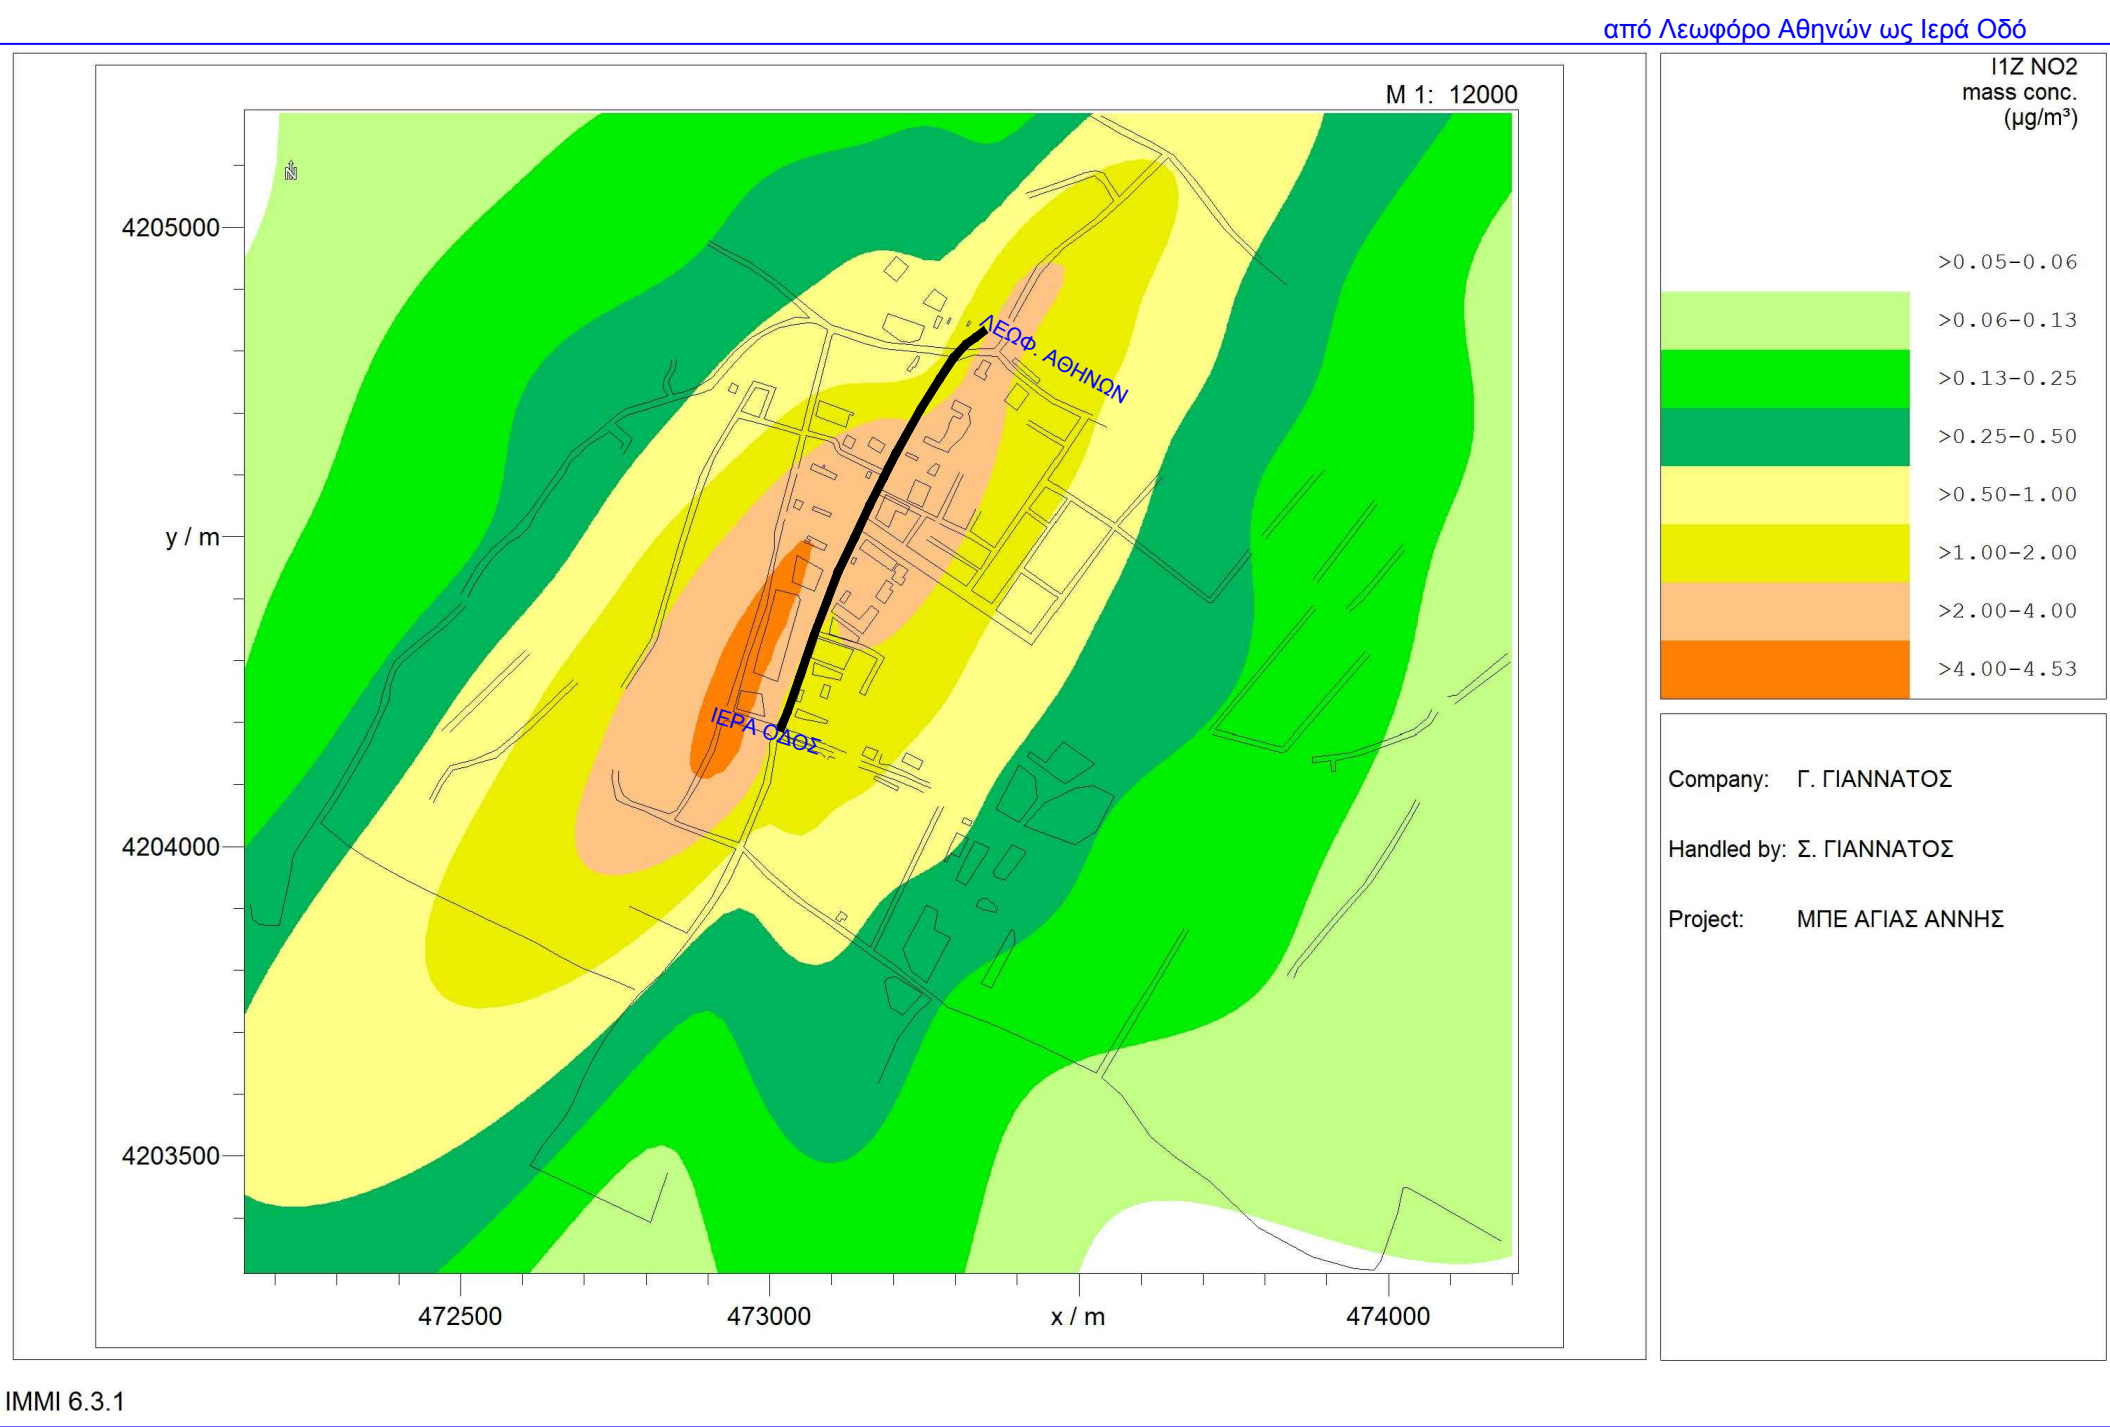 από Λεωφόρο Αθηνών ως Ιερά Οδό
M 1: 12000
I1Z NO2
mass conc.
(µg/m³)
>0.05-0.06
>0.06-0.13
>0.13-0.25
>0.25-0.50
>0.50-1.00
>1.00-2.00
>2.00-4.00
>4.00-4.53
N
4205000
y / m
4204000
4203500
ΛΕΩΦ. ΑΘΗΝΩΝ
ΙΕΡΑ ΟΔΟΣ
472500
473000
x / m
474000
Company: Γ. ΓΙΑΝΝΑΤΟΣ
Handled by: Σ. ΓΙΑΝΝΑΤΟΣ
Project: ΜΠΕ ΑΓΙΑΣ ΑΝΝΗΣ
IMMI 6.3.1